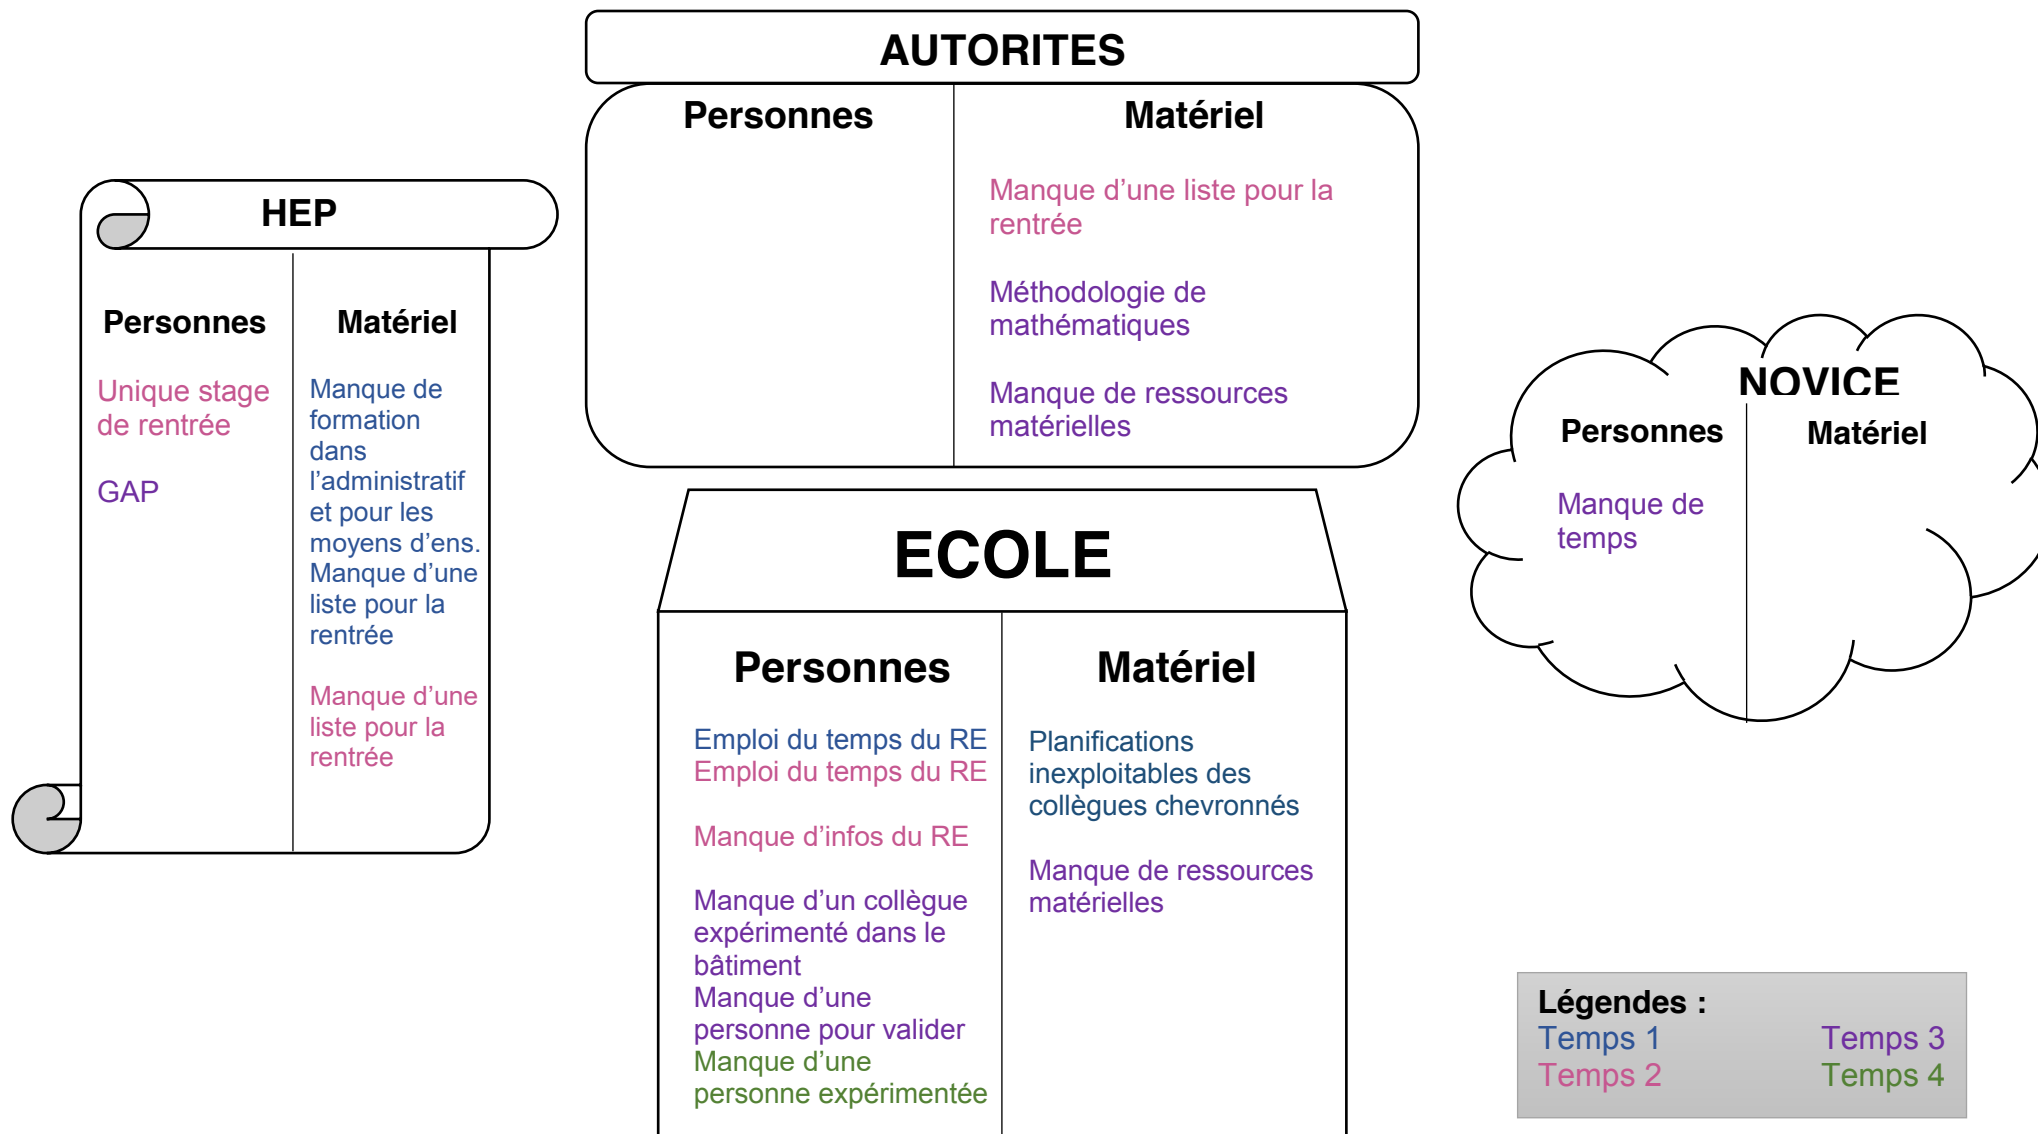 AUTORITES
Personnes
Matériel
Manque d'une liste pour la
rentrée
Méthodologie de
mathématiques
Manque de ressources
matérielles
HEP
Personnes
Matériel
Unique stage
de rentrée
GAP
Manque de
formation
dans
l'administratif
et pour les
moyens d'ens.
Manque d'une
liste pour la
rentrée
Manque d'une
liste pour la
rentrée
NOVICE
Personnes
Matériel
Manque de
temps
ECOLE
Personnes
Matériel
Emploi du temps du RE
Emploi du temps du RE
Manque d'infos du RE
Manque d'un collègue
expérimenté dans le
bâtiment
Manque d'une
personne pour valider
Manque d'une
personne expérimentée
Planifications
inexploitables des
collègues chevronnés
Manque de ressources
matérielles
Légendes :
Temps 1 Temps 3
Temps 2 Temps 4